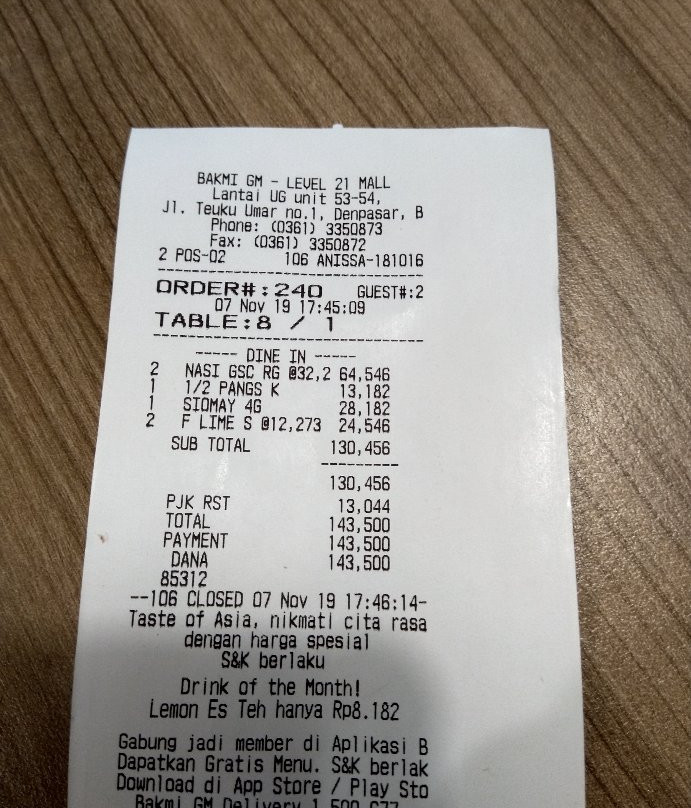 BAKMI GM - LEVEL 21 MALL
Lantai UG unit 53-54,
Jl. Teuku Umar no.1, Denpasar, B
Phone: (0361) 3350873
Fax: (0361) 3350872
2 POS-02 106 ANISSA-181016
ORDER#:240 GUEST#:2
07 Nov 19 17:45:09
TABLE:8 / 1
----- DINE IN -----
2 NASI GSC RG @32,2 64,546
1 1/2 PANGS K 13,182
1 SIOMAY 4G 28,182
2 F LIME S @12,273 24,546
SUB TOTAL 130,456
130,456
PJK RST 13,044
TOTAL 143,500
PAYMENT 143,500
DANA 143,500
85312
--106 CLOSED 07 Nov 19 17:46:14-
Taste of Asia, nikmati cita rasa
dengan harga spesial
S&K berlaku
Drink of the Month!
Lemon Es Teh hanya Rp8.182
Gabung jadi member di Aplikasi B
Dapatkan Gratis Menu. S&K berlak
Download di App Store / Play Sto
Bakmi GM Delivery 1 500